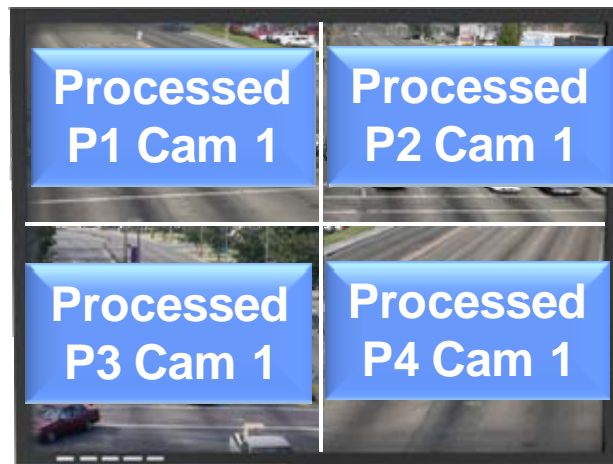 Processed
P1 Cam 1
Processed
P2 Cam 1
Processed
P3 Cam 1
Processed
P4 Cam 1